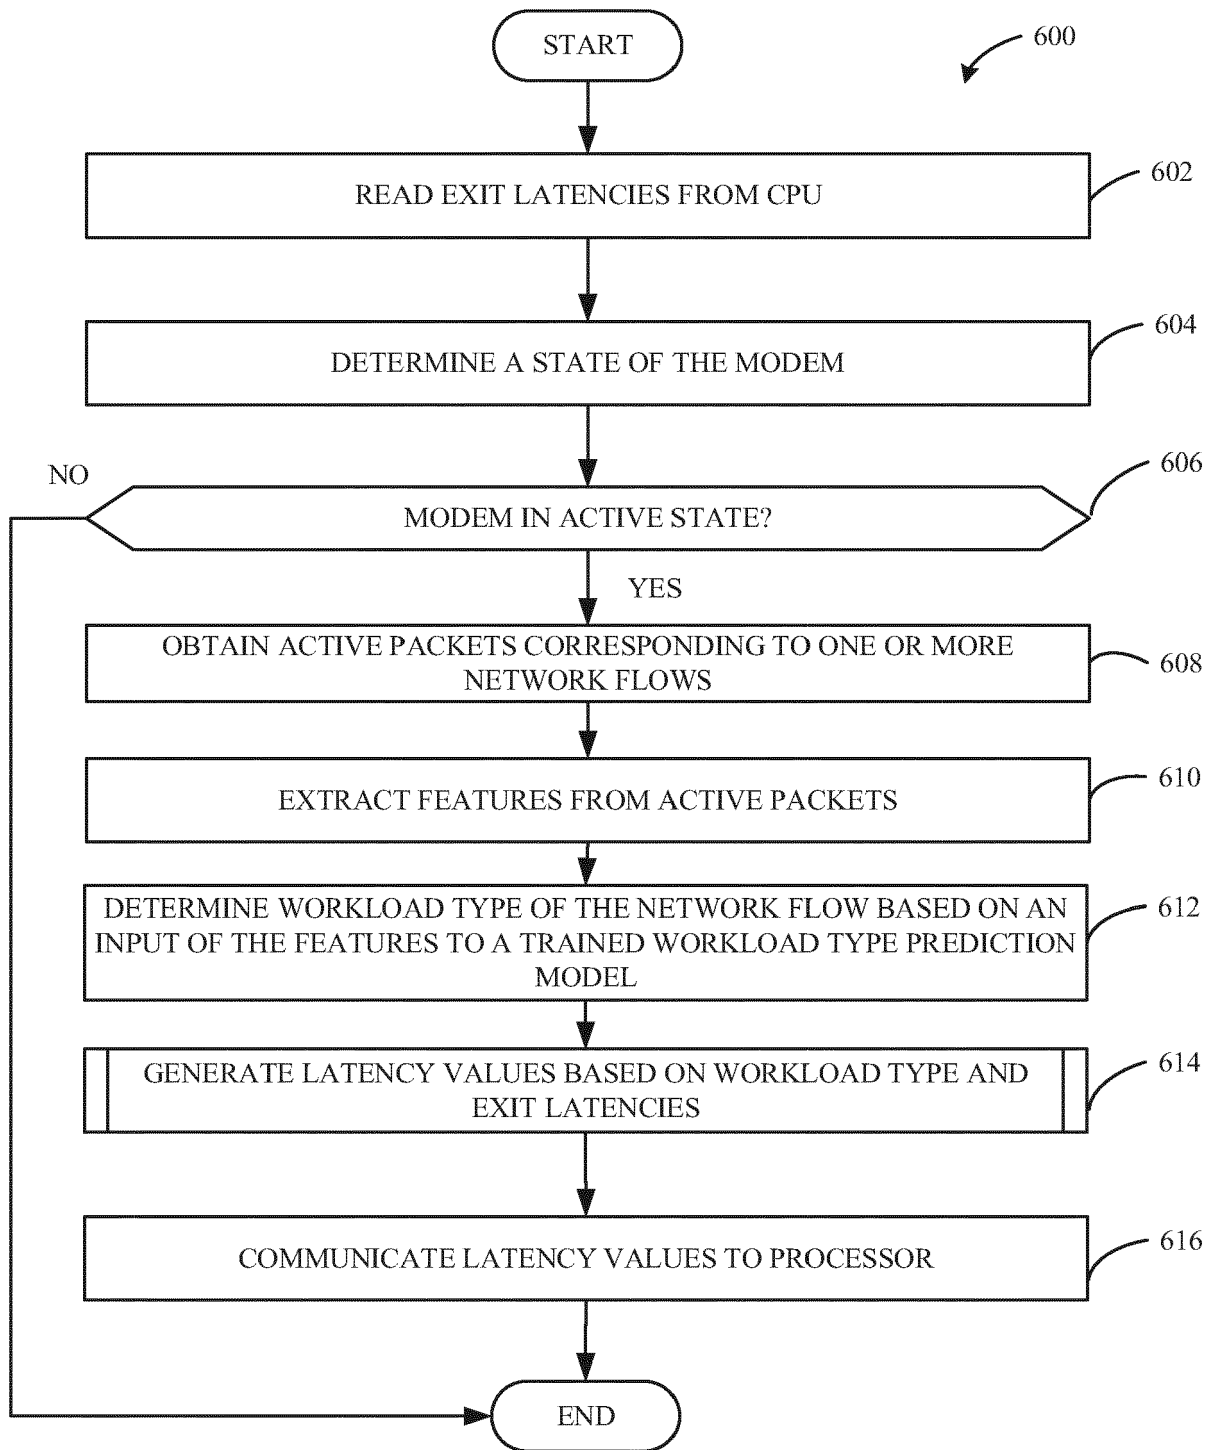 START
600
READ EXIT LATENCIES FROM CPU
602
DETERMINE A STATE OF THE MODEM
604
NO
MODEM IN ACTIVE STATE?
606
YES
OBTAIN ACTIVE PACKETS CORRESPONDING TO ONE OR MORE
NETWORK FLOWS
608
EXTRACT FEATURES FROM ACTIVE PACKETS
610
DETERMINE WORKLOAD TYPE OF THE NETWORK FLOW BASED ON AN
INPUT OF THE FEATURES TO A TRAINED WORKLOAD TYPE PREDICTION
MODEL
612
GENERATE LATENCY VALUES BASED ON WORKLOAD TYPE AND
EXIT LATENCIES
614
COMMUNICATE LATENCY VALUES TO PROCESSOR
616
END